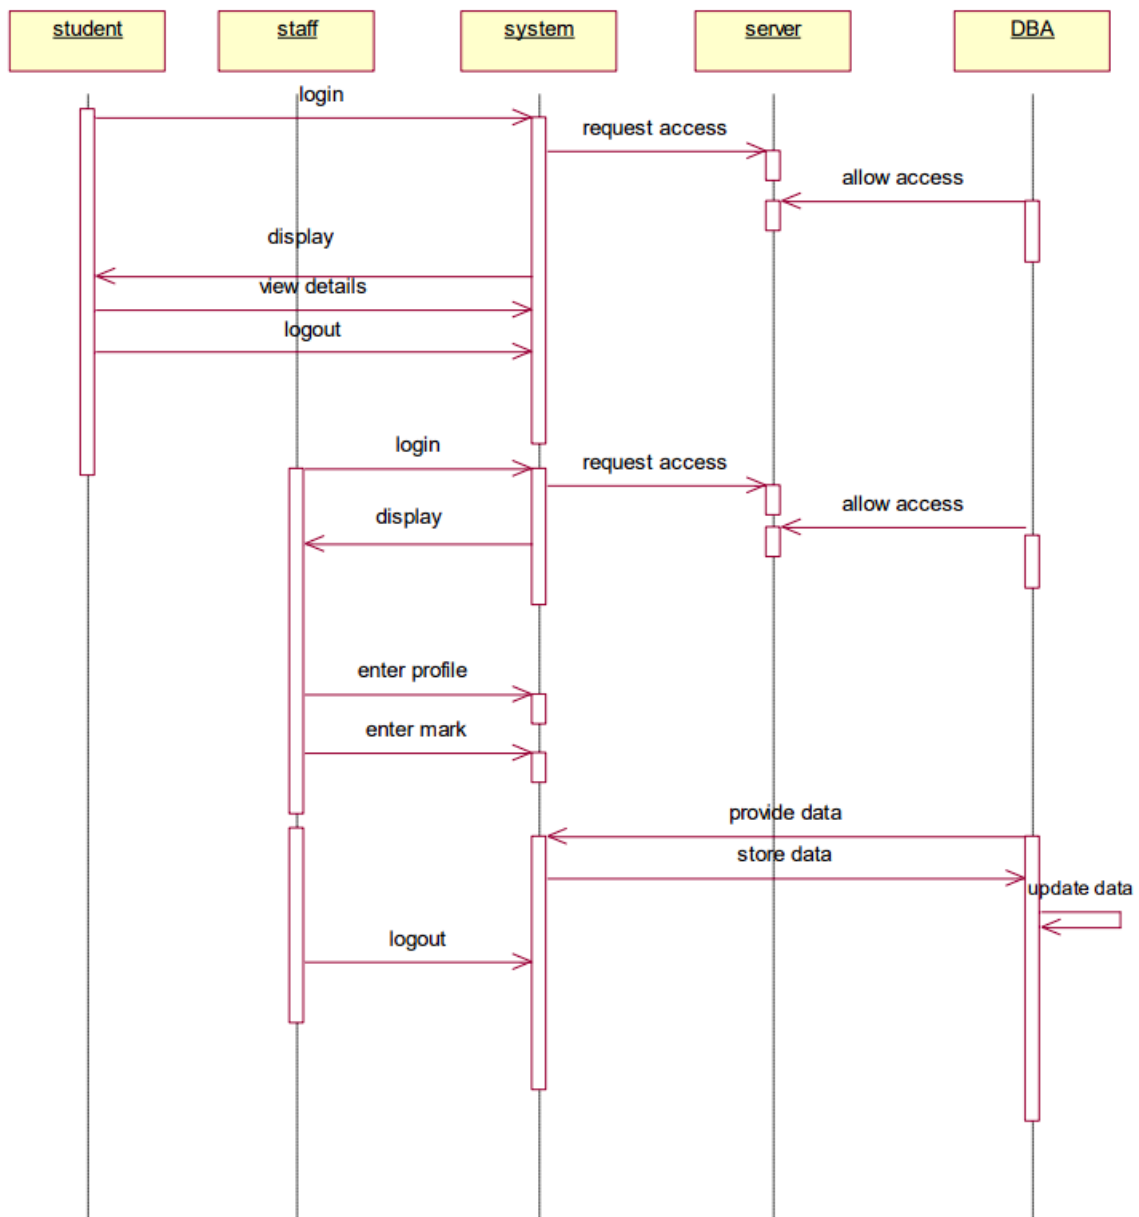 student
staff
system
server
DBA
login
request access
allow access
display
view details
logout
login
request access
allow access
display
enter profile
enter mark
provide data
store data
update data
logout